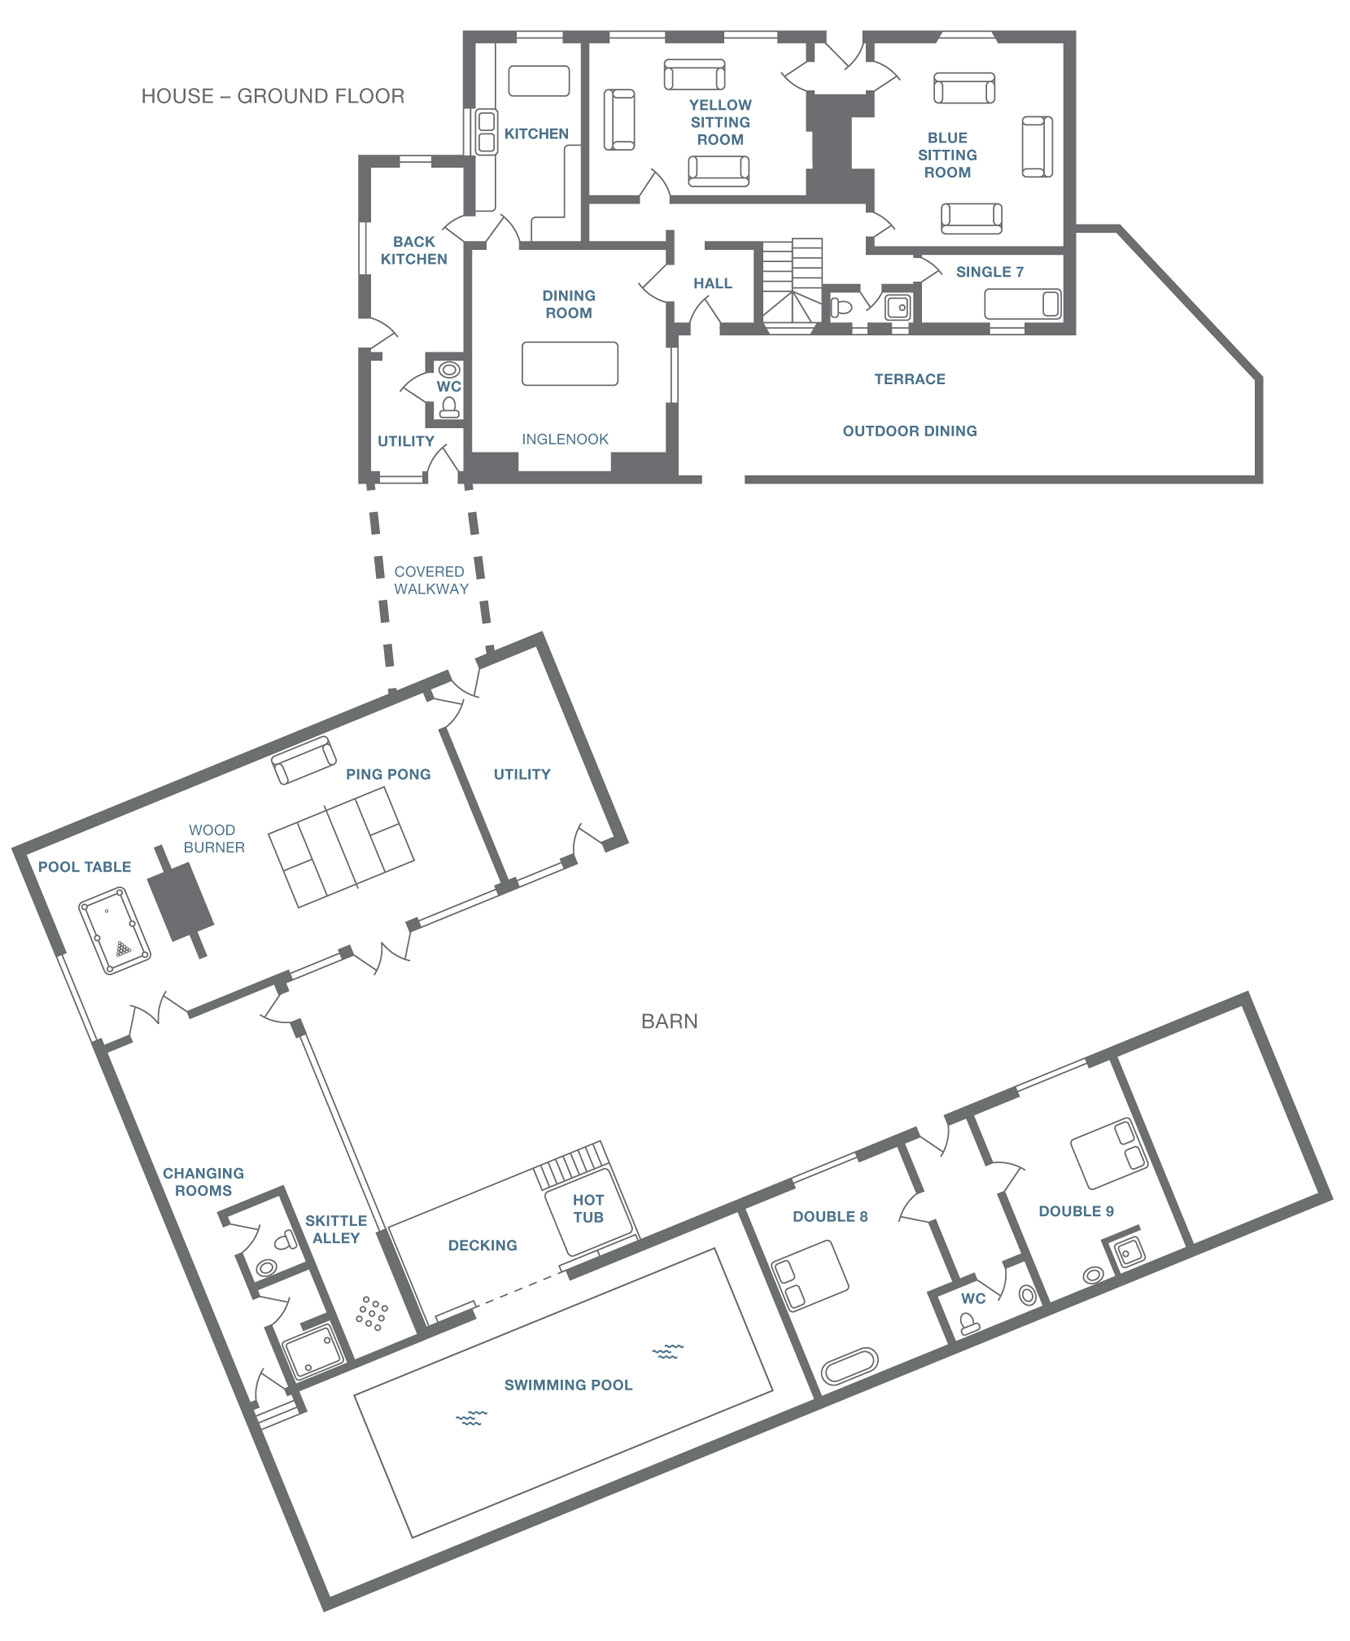 HOUSE – GROUND FLOOR
KITCHEN
YELLOW
SITTING
ROOM
BLUE
SITTING
ROOM
BACK
KITCHEN
DINING
ROOM
HALL
SINGLE 7
WC
UTILITY
INGLENOOK
TERRACE
OUTDOOR DINING
COVERED
WALKWAY
PING PONG
UTILITY
WOOD
BURNER
POOL TABLE
BARN
CHANGING
ROOMS
SKITTLE
ALLEY
DECKING
HOT
TUB
DOUBLE 8
DOUBLE 9
WC
SWIMMING POOL